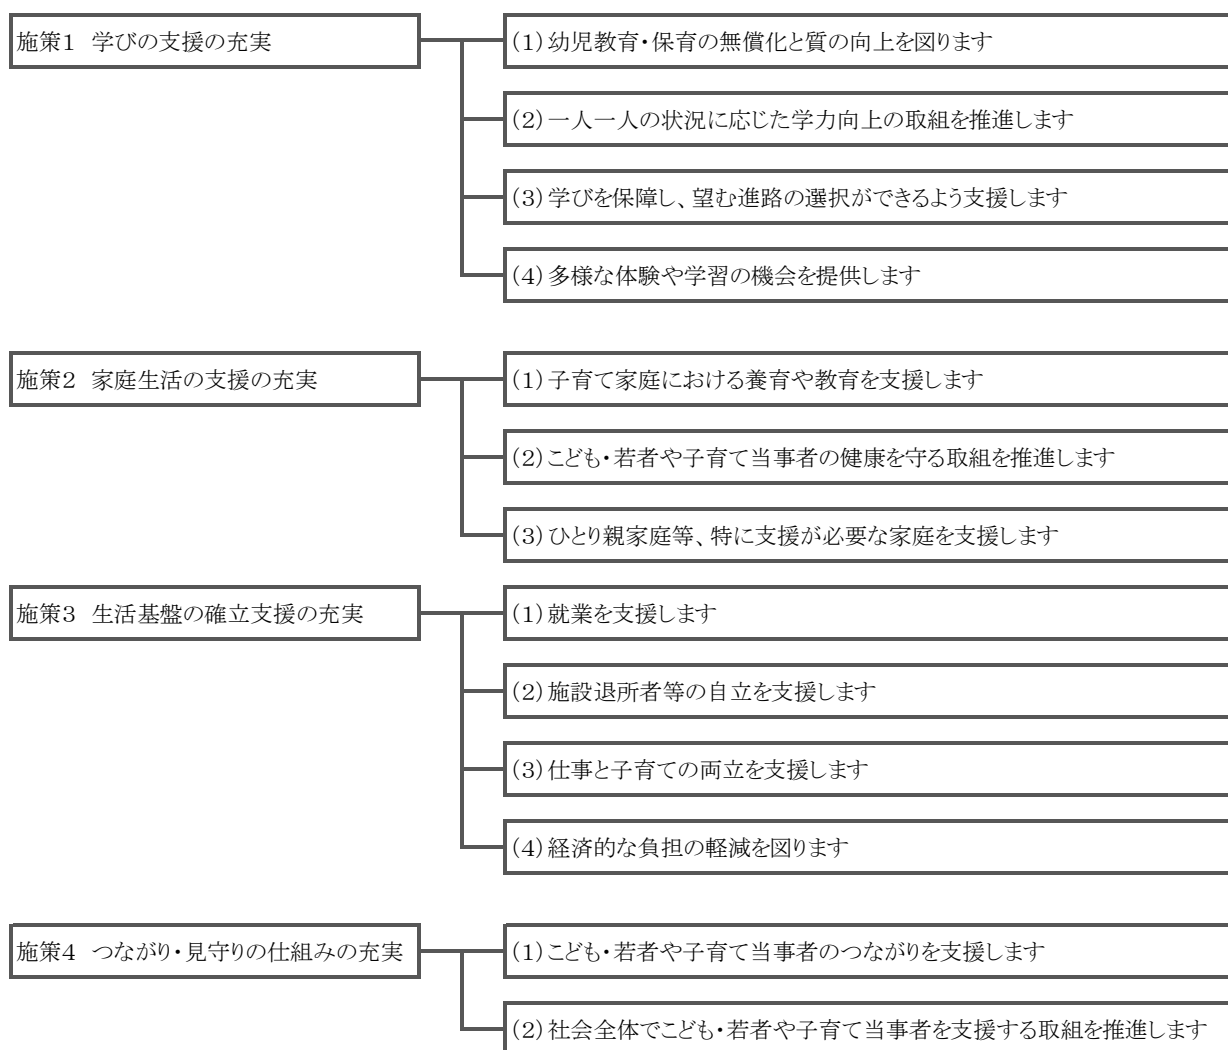 施策1 学びの支援の充実
(1)幼児教育・保育の無償化と質の向上を図ります
(2)一人一人の状況に応じた学力向上の取組を推進します
(3)学びを保障し、望む進路の選択ができるよう支援します
(4)多様な体験や学習の機会を提供します
施策2 家庭生活の支援の充実
(1)子育て家庭における養育や教育を支援します
(2)こども・若者や子育て当事者の健康を守る取組を推進します
(3)ひとり親家庭等、特に支援が必要な家庭を支援します
施策3 生活基盤の確立支援の充実
(1)就業を支援します
(2)施設退所者等の自立を支援します
(3)仕事と子育ての両立を支援します
(4)経済的な負担の軽減を図ります
施策4 つながり・見守りの仕組みの充実
(1)こども・若者や子育て当事者のつながりを支援します
(2)社会全体でこども・若者や子育て当事者を支援する取組を推進します